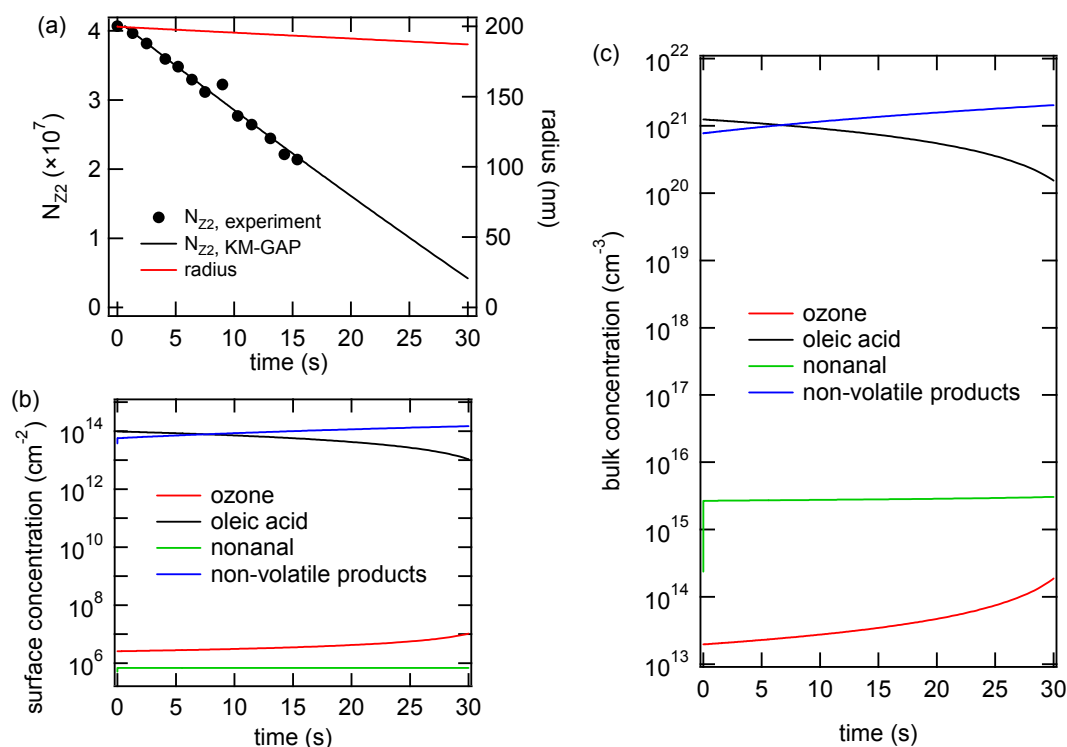 (a)
4
3
2
1
0
N_Z2 (×10^7)
200
150
100
50
0
radius (nm)
N_Z2, experiment
N_Z2, KM-GAP
radius
0 5 10 15 20 25 30
time (s)
(b)
10^14
10^12
10^10
10^8
10^6
surface concentration (cm^-2)
ozone
oleic acid
nonanal
non-volatile products
0 5 10 15 20 25 30
time (s)
(c)
10^22
10^21
10^20
10^19
10^18
10^17
10^16
10^15
10^14
10^13
bulk concentration (cm^-3)
ozone
oleic acid
nonanal
non-volatile products
0 5 10 15 20 25 30
time (s)